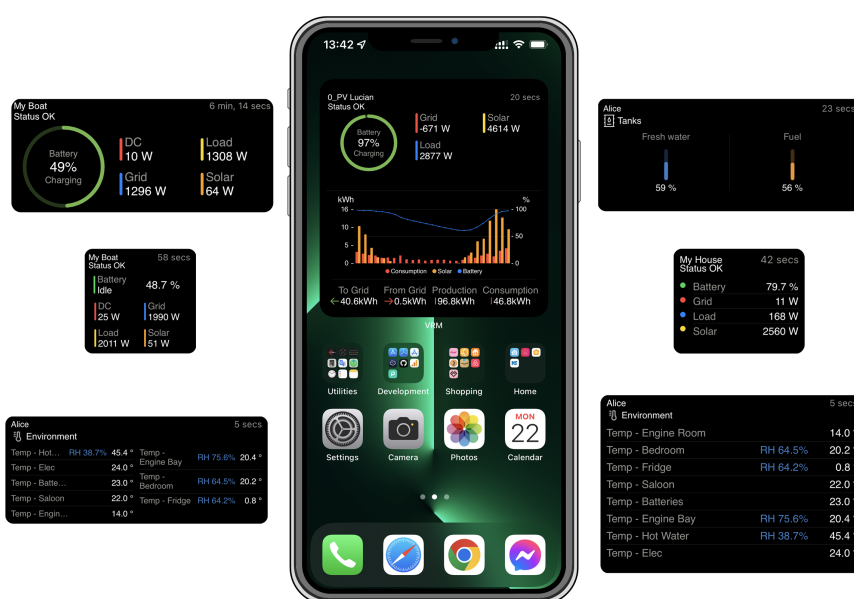 My Boat 6 min, 14 secs
Status OK
Battery
49%
Charging
DC
10 W
Load
1308 W
Grid
1296 W
Solar
64 W
My Boat 58 secs
Status OK
Battery
Idle
48.7 %
DC
25 W
Grid
1990 W
Load
2011 W
Solar
51 W
Alice 5 secs
Environment
Temp - Hot... RH 38.7% 45.4 °
Temp - Elec 24.0 °
Temp - Batte... 23.0 °
Temp - Saloon 22.0 °
Temp - Engin... 14.0 °
Temp -
Engine Bay RH 75.6% 20.4 °
Temp -
Bedroom RH 64.5% 20.2 °
Temp - Fridge RH 64.2% 0.8 °
13:42
0_PV Lucian 20 secs
Status OK
Battery
97%
Charging
Grid
-671 W
Solar
4614 W
Load
2877 W
kWh %
16
10
5
0
100
50
0
Consumption Solar Battery
To Grid From Grid Production Consumption
←40.6kWh →0.5kWh 96.8kWh 46.8kWh
VRM
Utilities Development Shopping Home
MON
22
Settings Camera Photos Calendar
Alice 23 secs
Tanks
Fresh water Fuel
59 % 56 %
My House 42 secs
Status OK
Battery 79.7 %
Grid 11 W
Load 168 W
Solar 2560 W
Alice 5 secs
Environment
Temp - Engine Room 14.0 °
Temp - Bedroom RH 64.5% 20.2 °
Temp - Fridge RH 64.2% 0.8 °
Temp - Saloon 22.0 °
Temp - Batteries 23.0 °
Temp - Engine Bay RH 75.6% 20.4 °
Temp - Hot Water RH 38.7% 45.4 °
Temp - Elec 24.0 °